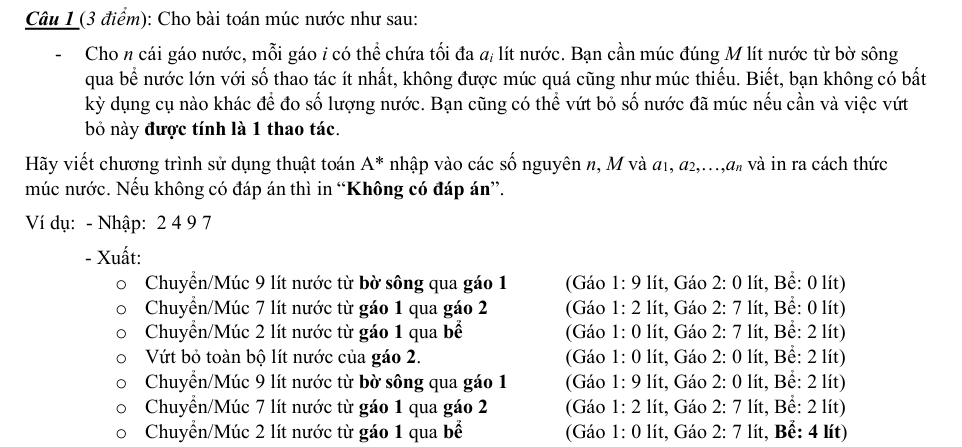 Câu 1 (3 điểm): Cho bài toán múc nước như sau:
- Cho n cái gáo nước, mỗi gáo i có thể chứa tối đa aᵢ lít nước. Bạn cần múc đúng M lít nước từ bờ sông
qua bể nước lớn với số thao tác ít nhất, không được múc quá cũng như múc thiếu. Biết, bạn không có bất
kỳ dụng cụ nào khác để đo số lượng nước. Bạn cũng có thể vứt bỏ số nước đã múc nếu cần và việc vứt
bỏ này được tính là 1 thao tác.
Hãy viết chương trình sử dụng thuật toán A* nhập vào các số nguyên n, M và a₁, a₂,…,aₙ và in ra cách thức
múc nước. Nếu không có đáp án thì in “Không có đáp án”.
Ví dụ: - Nhập: 2 4 9 7
- Xuất:
o Chuyển/Múc 9 lít nước từ bờ sông qua gáo 1 (Gáo 1: 9 lít, Gáo 2: 0 lít, Bể: 0 lít)
o Chuyển/Múc 7 lít nước từ gáo 1 qua gáo 2 (Gáo 1: 2 lít, Gáo 2: 7 lít, Bể: 0 lít)
o Chuyển/Múc 2 lít nước từ gáo 1 qua bể (Gáo 1: 0 lít, Gáo 2: 7 lít, Bể: 2 lít)
o Vứt bỏ toàn bộ lít nước của gáo 2. (Gáo 1: 0 lít, Gáo 2: 0 lít, Bể: 2 lít)
o Chuyển/Múc 9 lít nước từ bờ sông qua gáo 1 (Gáo 1: 9 lít, Gáo 2: 0 lít, Bể: 2 lít)
o Chuyển/Múc 7 lít nước từ gáo 1 qua gáo 2 (Gáo 1: 2 lít, Gáo 2: 7 lít, Bể: 2 lít)
o Chuyển/Múc 2 lít nước từ gáo 1 qua bể (Gáo 1: 0 lít, Gáo 2: 7 lít, Bể: 4 lít)